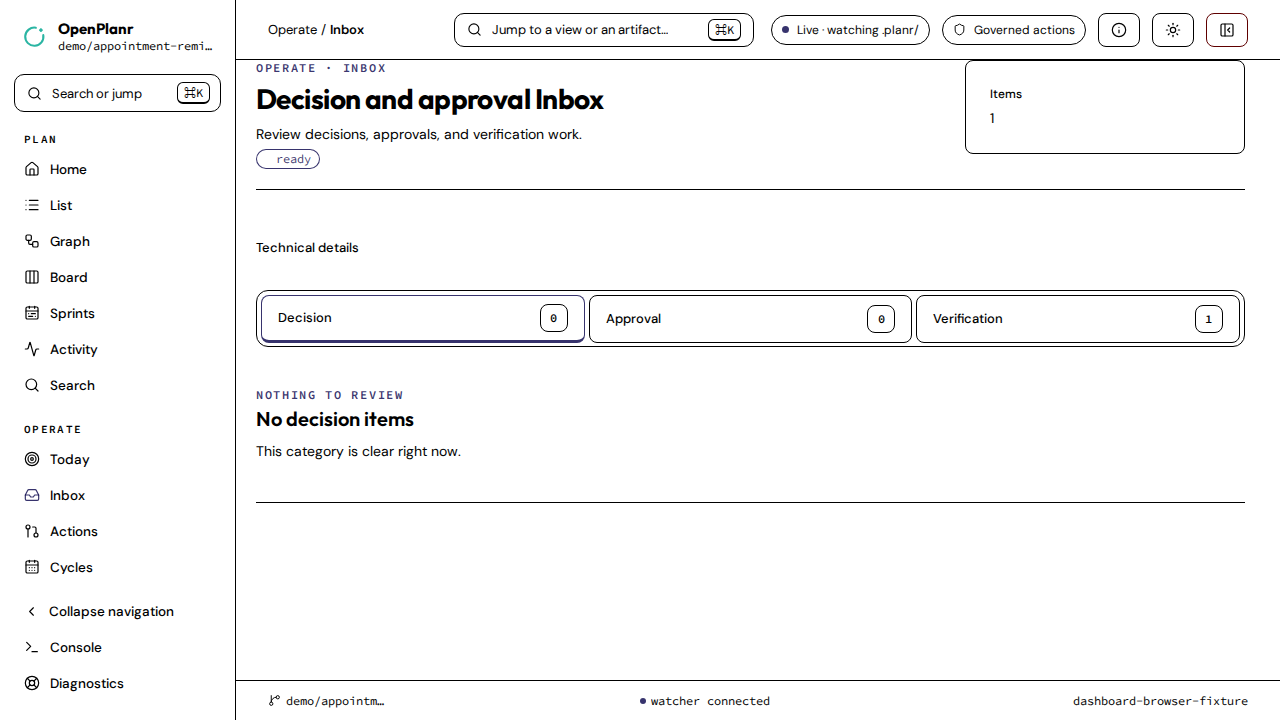 OpenPlanr
demo/appointment-remi…
Search or jump ⌘K
PLAN
Home
List
Graph
Board
Sprints
Activity
Search
OPERATE
Today
Inbox
Actions
Cycles
Collapse navigation
Console
Diagnostics
Operate / Inbox
Jump to a view or an artifact… ⌘K
Live · watching .planr/
Governed actions
OPERATE · INBOX
Decision and approval Inbox
Review decisions, approvals, and verification work.
ready
Items
1
Technical details
Decision 0
Approval 0
Verification 1
NOTHING TO REVIEW
No decision items
This category is clear right now.
demo/appointm…
watcher connected
dashboard-browser-fixture